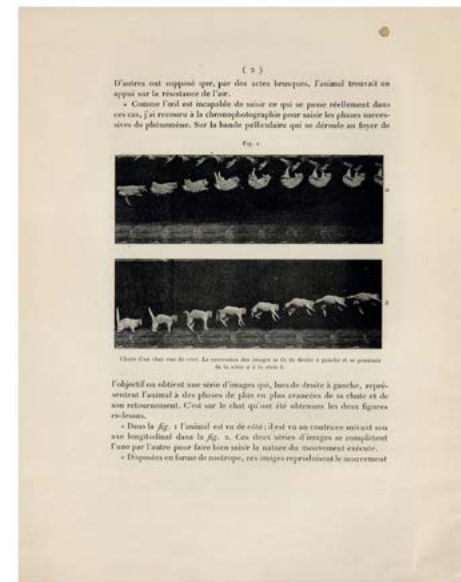 ( 2 )
D'autres ont supposé que, par des actes brusques, l'animal trouvait un
appui sur la résistance de l'air.
« Comme l'œil est incapable de saisir ce qui se passe réellement dans
ces cas, j'ai recouru à la chronophotographie pour saisir les phases succes-
sives du phénomène. Sur la bande pelliculaire qui se déroule au foyer de
Fig. 1.
a
b
Chute d'un chat vue de côté. La succession des images se lit de droite à gauche et se poursuit
de la série a à la série b.
l'objectif on obtient une série d'images qui, lues de droite à gauche, repré-
sentent l'animal à des phases de plus en plus avancées de sa chute et de
son retournement. C'est sur le chat qu'ont été obtenues les deux figures
ci-dessus.
« Dans la fig. 1 l'animal est vu de côté; il est vu au contraire suivant son
axe longitudinal dans la fig. 2. Ces deux séries d'images se complètent
l'une par l'autre pour faire bien saisir la nature du mouvement exécuté.
« Disposées en forme de zootrope, ces images reproduisent le mouvement